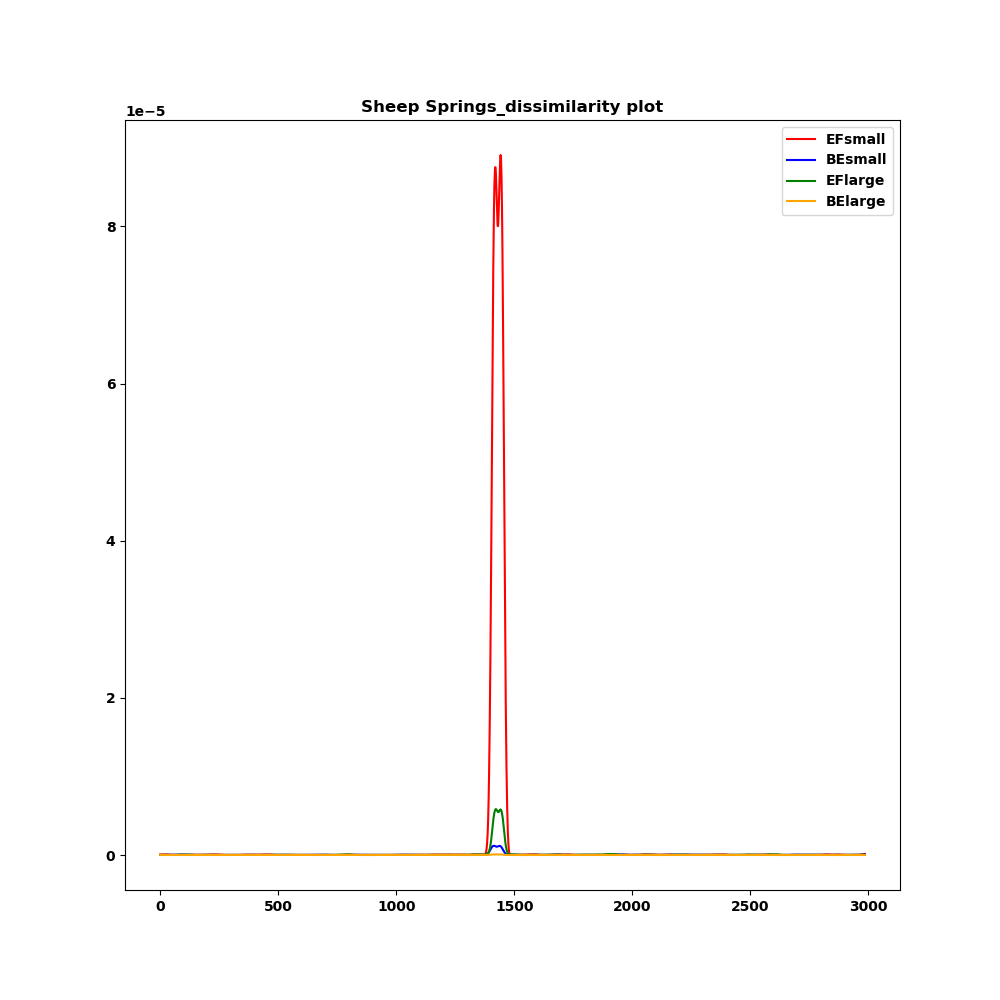 Sheep Springs_dissimilarity plot
1e−5
EFsmall
BEsmall
EFlarge
BElarge
8
6
4
2
0
0 500 1000 1500 2000 2500 3000